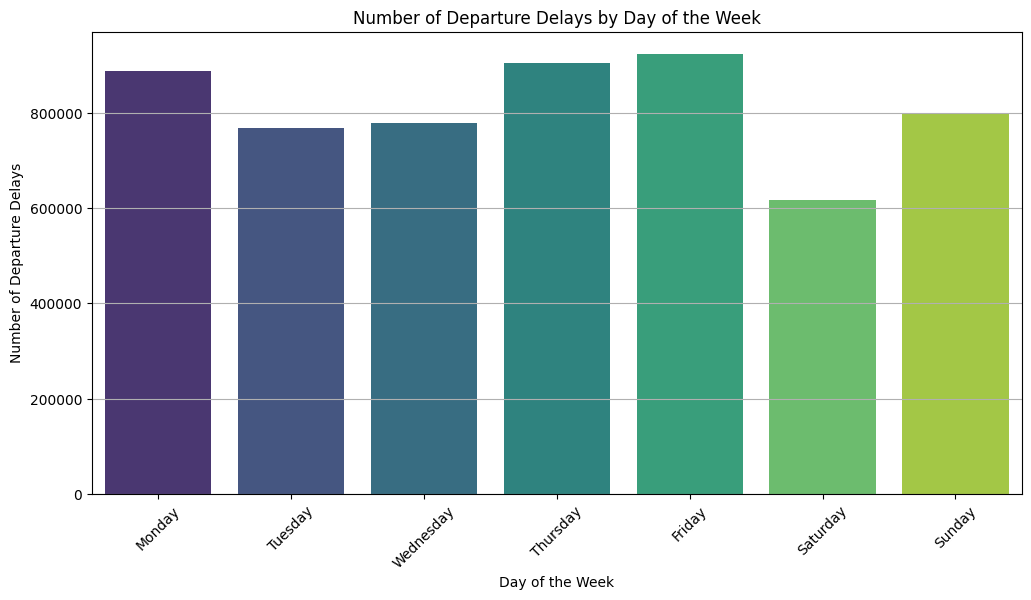 Number of Departure Delays by Day of the Week
Number of Departure Delays
800000
600000
400000
200000
0
Monday
Tuesday
Wednesday
Thursday
Friday
Saturday
Sunday
Day of the Week